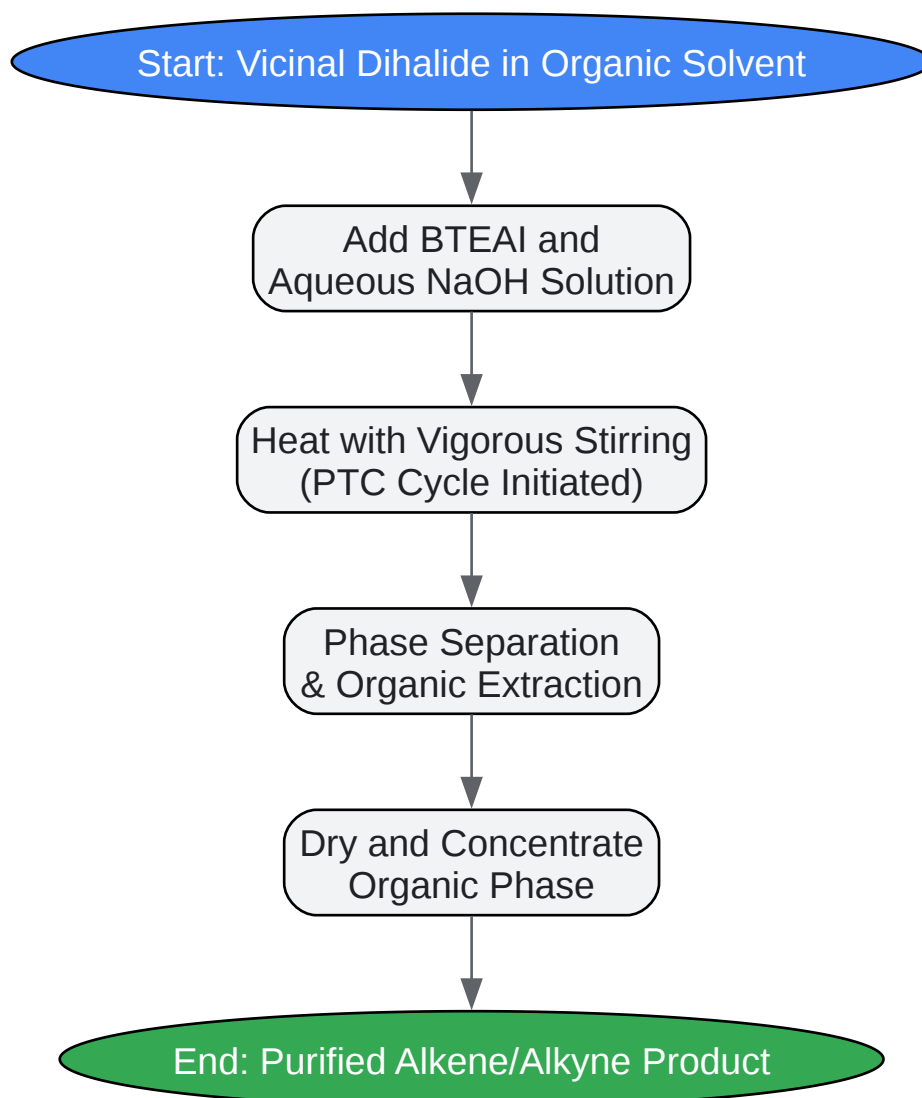 Start: Vicinal Dihalide in Organic Solvent
Add BTEAI and
Aqueous NaOH Solution
Heat with Vigorous Stirring
(PTC Cycle Initiated)
Phase Separation
& Organic Extraction
Dry and Concentrate
Organic Phase
End: Purified Alkene/Alkyne Product